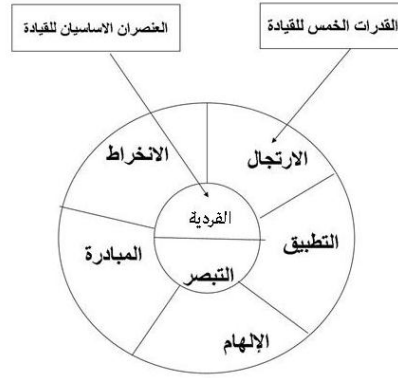 القدرات الخمس للقيادة
العنصران الاساسيان للقيادة
الارتجال
الانخراط
الفردية
التطبيق
المبادرة
التبصر
الإلهام